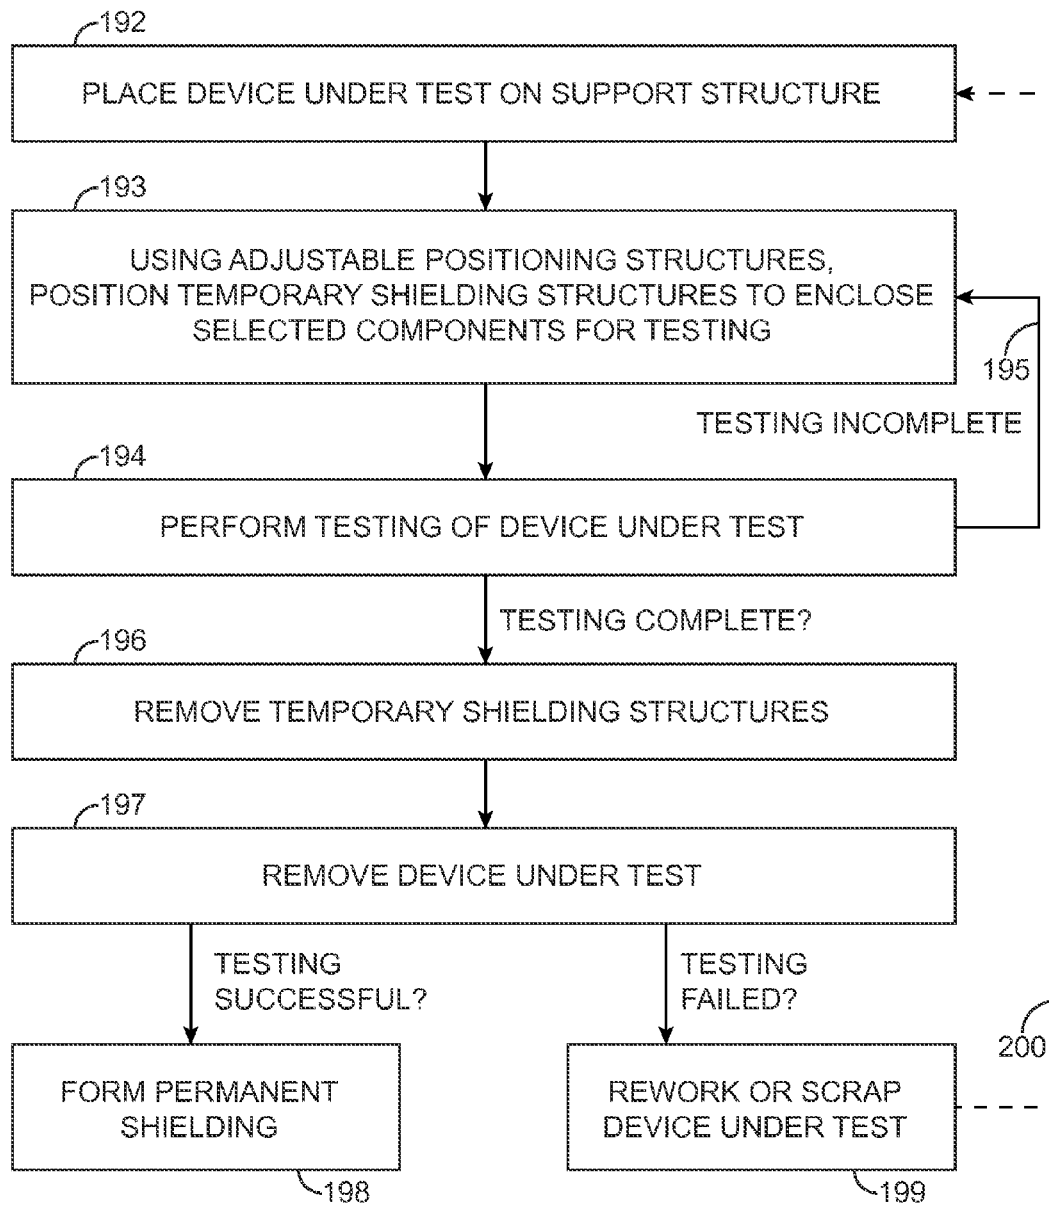 192
PLACE DEVICE UNDER TEST ON SUPPORT STRUCTURE
193
USING ADJUSTABLE POSITIONING STRUCTURES,
POSITION TEMPORARY SHIELDING STRUCTURES TO ENCLOSE
SELECTED COMPONENTS FOR TESTING
195
TESTING INCOMPLETE
194
PERFORM TESTING OF DEVICE UNDER TEST
TESTING COMPLETE?
196
REMOVE TEMPORARY SHIELDING STRUCTURES
197
REMOVE DEVICE UNDER TEST
TESTING
SUCCESSFUL?
TESTING
FAILED?
200
FORM PERMANENT
SHIELDING
REWORK OR SCRAP
DEVICE UNDER TEST
198
199